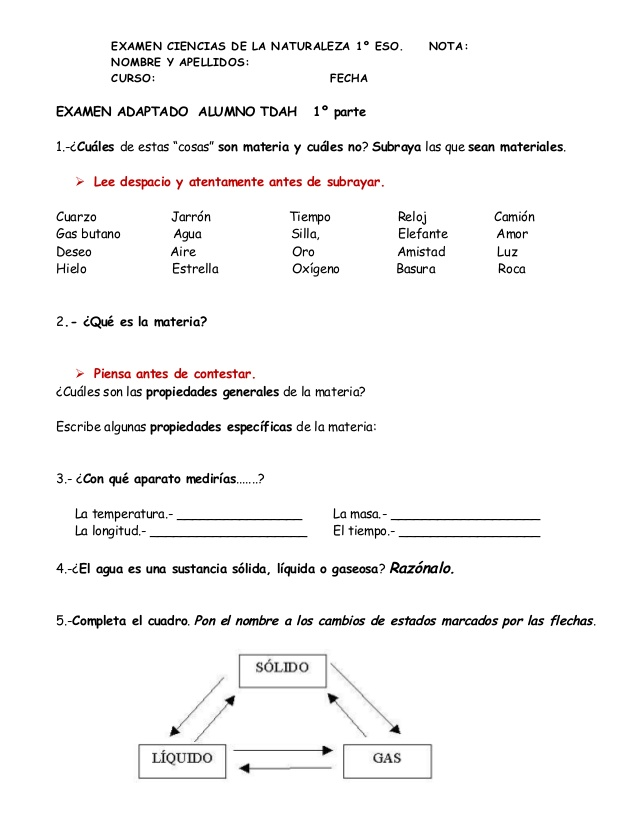 EXAMEN CIENCIAS DE LA NATURALEZA 1º ESO. NOTA:
NOMBRE Y APELLIDOS:
CURSO: FECHA
EXAMEN ADAPTADO ALUMNO TDAH 1º parte
1.-¿Cuáles de estas “cosas” son materia y cuáles no? Subraya las que sean materiales.
➢ Lee despacio y atentamente antes de subrayar.
Cuarzo Jarrón Tiempo Reloj Camión
Gas butano Agua Silla, Elefante Amor
Deseo Aire Oro Amistad Luz
Hielo Estrella Oxígeno Basura Roca
2.- ¿Qué es la materia?
➢ Piensa antes de contestar.
¿Cuáles son las propiedades generales de la materia?
Escribe algunas propiedades específicas de la materia:
3.- ¿Con qué aparato medirías.......?
La temperatura.- ________________ La masa.- ___________________
La longitud.- ____________________ El tiempo.- __________________
4.-¿El agua es una sustancia sólida, líquida o gaseosa? Razónalo.
5.-Completa el cuadro. Pon el nombre a los cambios de estados marcados por las flechas.
SÓLIDO
LÍQUIDO GAS